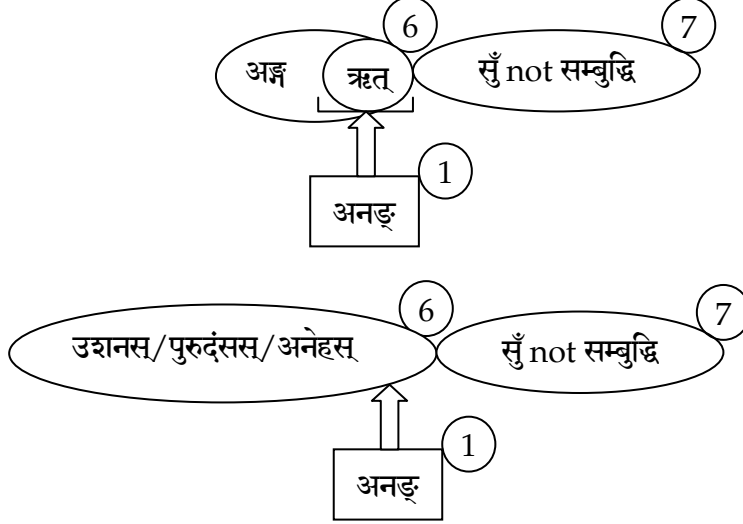 6 7
अङ्ग ऋत् सुँ not सम्बुद्धि
1
अनङ्
6 7
उशनस्/पुरुदंसस्/अनेहस् सुँ not सम्बुद्धि
1
अनङ्